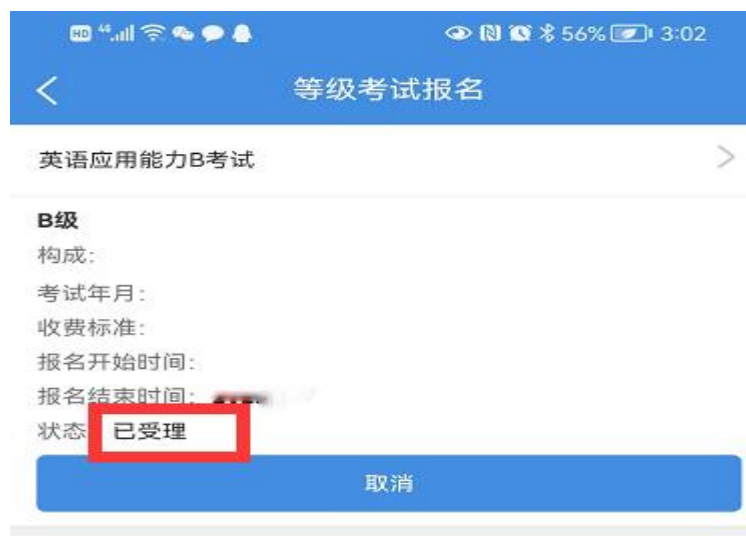 HD 4G 56% 3:02
等级考试报名
英语应用能力B考试
B级
构成:
考试年月:
收费标准:
报名开始时间:
报名结束时间:
状态
已受理
取消